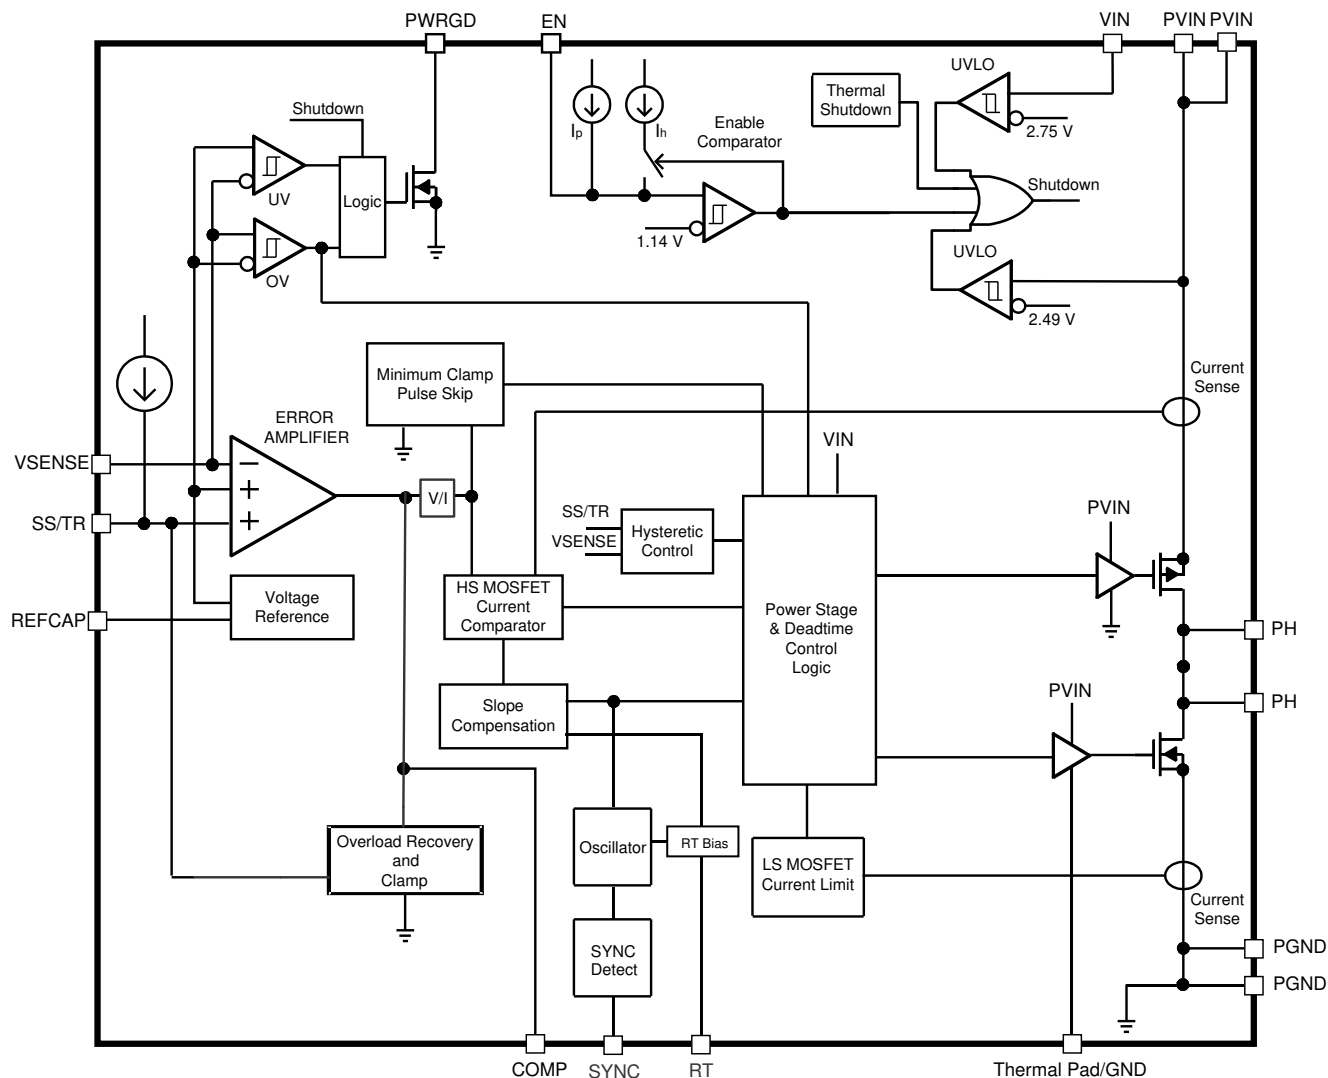 PWRGD
EN
VIN
PVIN PVIN
UVLO
Thermal
Shutdown
Shutdown
Ip
Ih
Enable
Comparator
2.75 V
UV
Logic
Shutdown
1.14 V
OV
UVLO
2.49 V
Minimum Clamp
Pulse Skip
Current
Sense
ERROR
AMPLIFIER
VIN
VSENSE
V/I
SS/TR
SS/TR
VSENSE
Hysteretic
Control
PVIN
Voltage
Reference
HS MOSFET
Current
Comparator
Power Stage
& Deadtime
Control
Logic
REFCAP
PH
Slope
Compensation
PVIN
PH
Overload Recovery
and
Clamp
Oscillator
RT Bias
LS MOSFET
Current Limit
Current
Sense
SYNC
Detect
PGND
PGND
COMP
SYNC
RT
Thermal Pad/GND